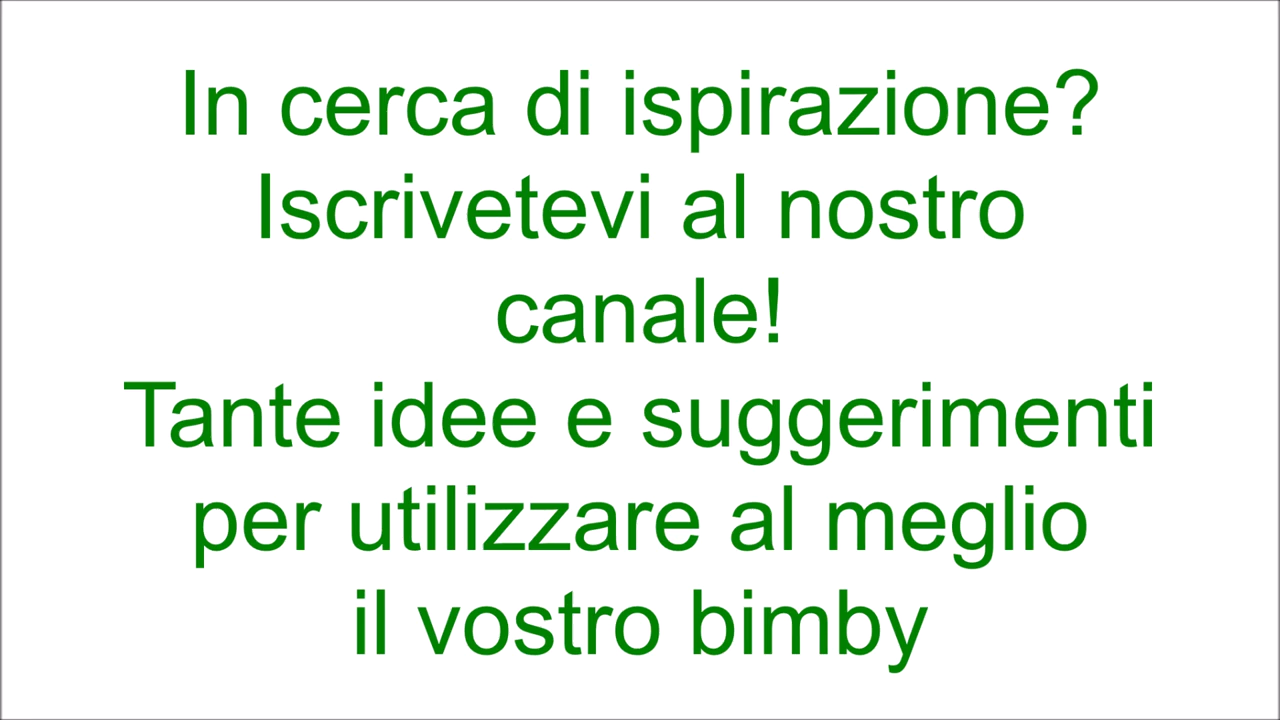 In cerca di ispirazione?
Iscrivetevi al nostro
canale!
Tante idee e suggerimenti
per utilizzare al meglio
il vostro bimby